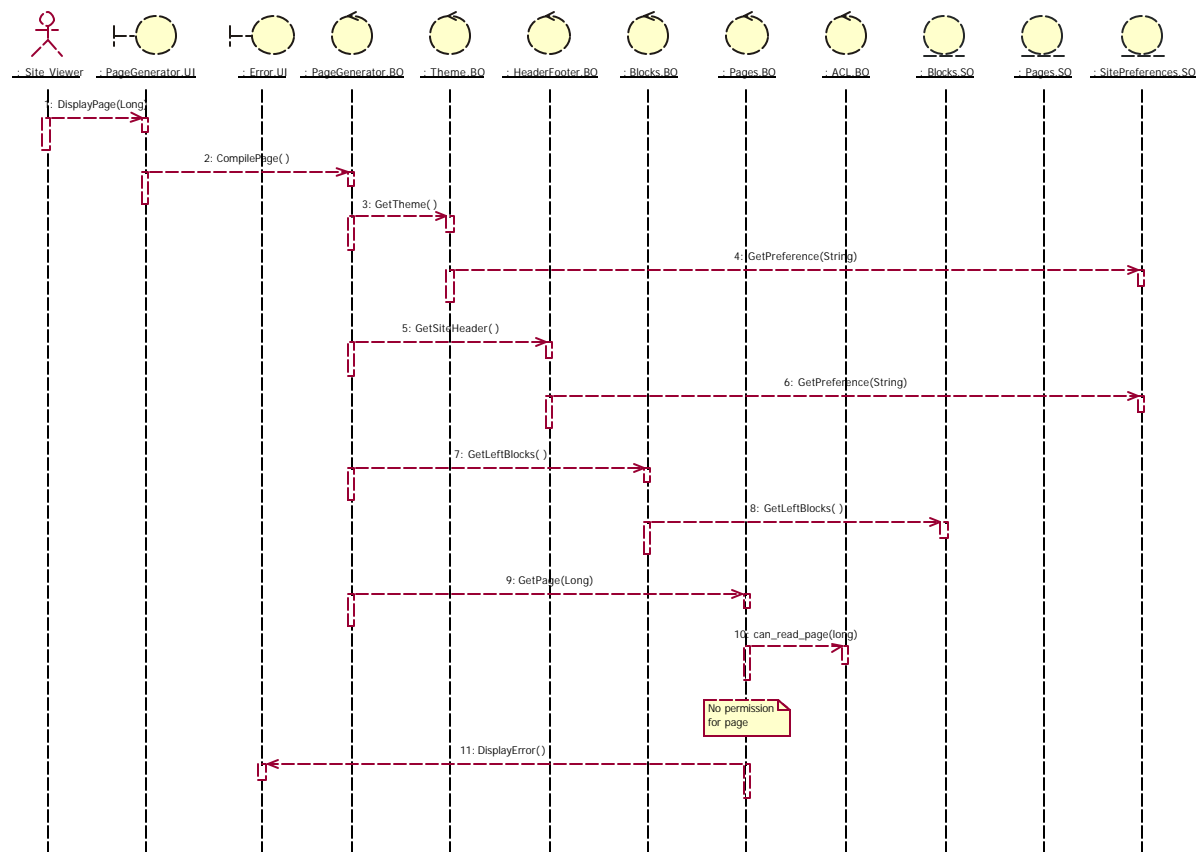 : Site Viewer
: PageGenerator.UI
: Error.UI
: PageGenerator.BO
: Theme.BO
: HeaderFooter.BO
: Blocks.BO
: Pages.BO
: ACL.BO
: Blocks.SO
: Pages.SO
: SitePreferences.SO
1: DisplayPage(Long)
2: CompilePage( )
3: GetTheme( )
4: GetPreference(String)
5: GetSiteHeader( )
6: GetPreference(String)
7: GetLeftBlocks( )
8: GetLeftBlocks( )
9: GetPage(Long)
10: can_read_page(long)
No permission
for page
11: DisplayError()